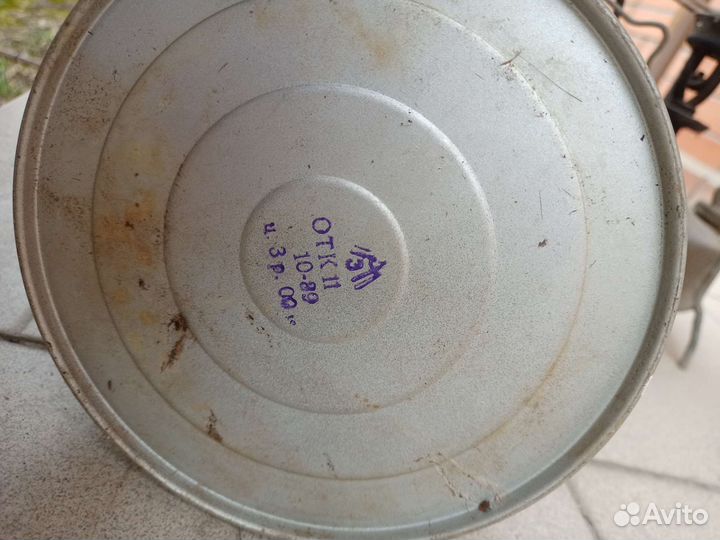 ОТК 11
10-89
ц. 3 р. 00 к
Avito